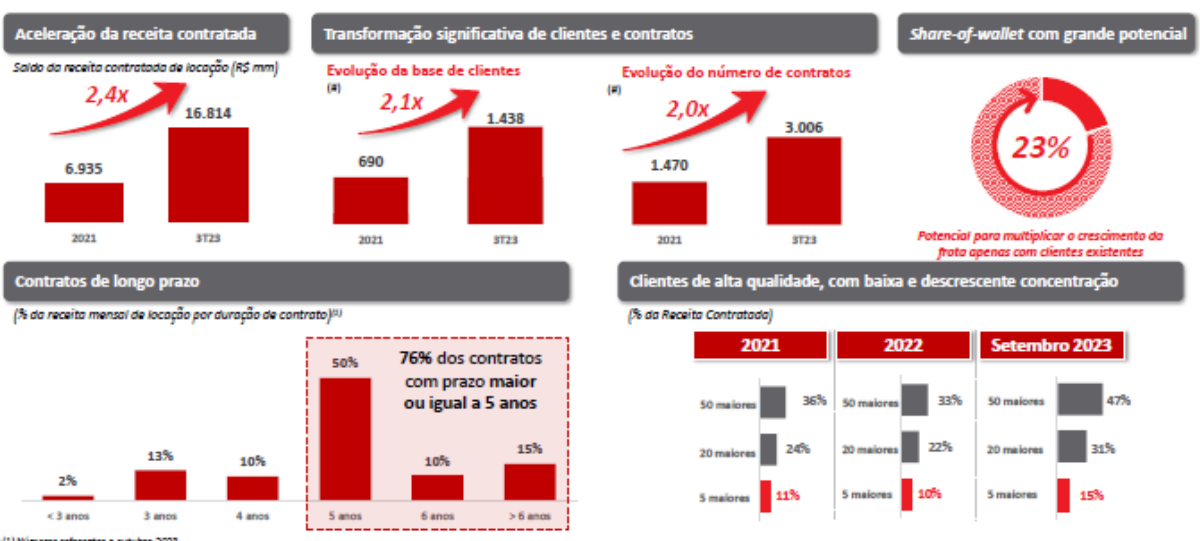 Aceleração da receita contratada
Saldo da receita contratada de locação (R$ mm)
2,4x
16.814
6.935
2021
3T23
Transformação significativa de clientes e contratos
Evolução da base de clientes
(#)
2,1x
1.438
690
2021
3T23
Evolução do número de contratos
(#)
2,0x
3.006
1.470
2021
3T23
Share-of-wallet com grande potencial
23%
Potencial para multiplicar o crescimento da
frota apenas com clientes existentes
Contratos de longo prazo
(% da receita mensal de locação por duração de contrato)(1)
76% dos contratos
com prazo maior
ou igual a 5 anos
2%
13%
10%
50%
10%
15%
< 3 anos
3 anos
4 anos
5 anos
6 anos
> 6 anos
Clientes de alta qualidade, com baixa e descrescente concentração
(% da Receita Contratada)
2021
50 maiores 36%
20 maiores 24%
5 maiores 11%
2022
50 maiores 33%
20 maiores 22%
5 maiores 10%
Setembro 2023
50 maiores 47%
20 maiores 31%
5 maiores 15%